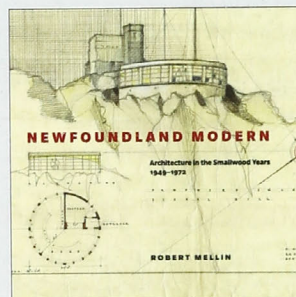 NEWFOUNDLAND MODERN
Architecture in the Smallwood Years
1949–1972
ROBERT MELLIN